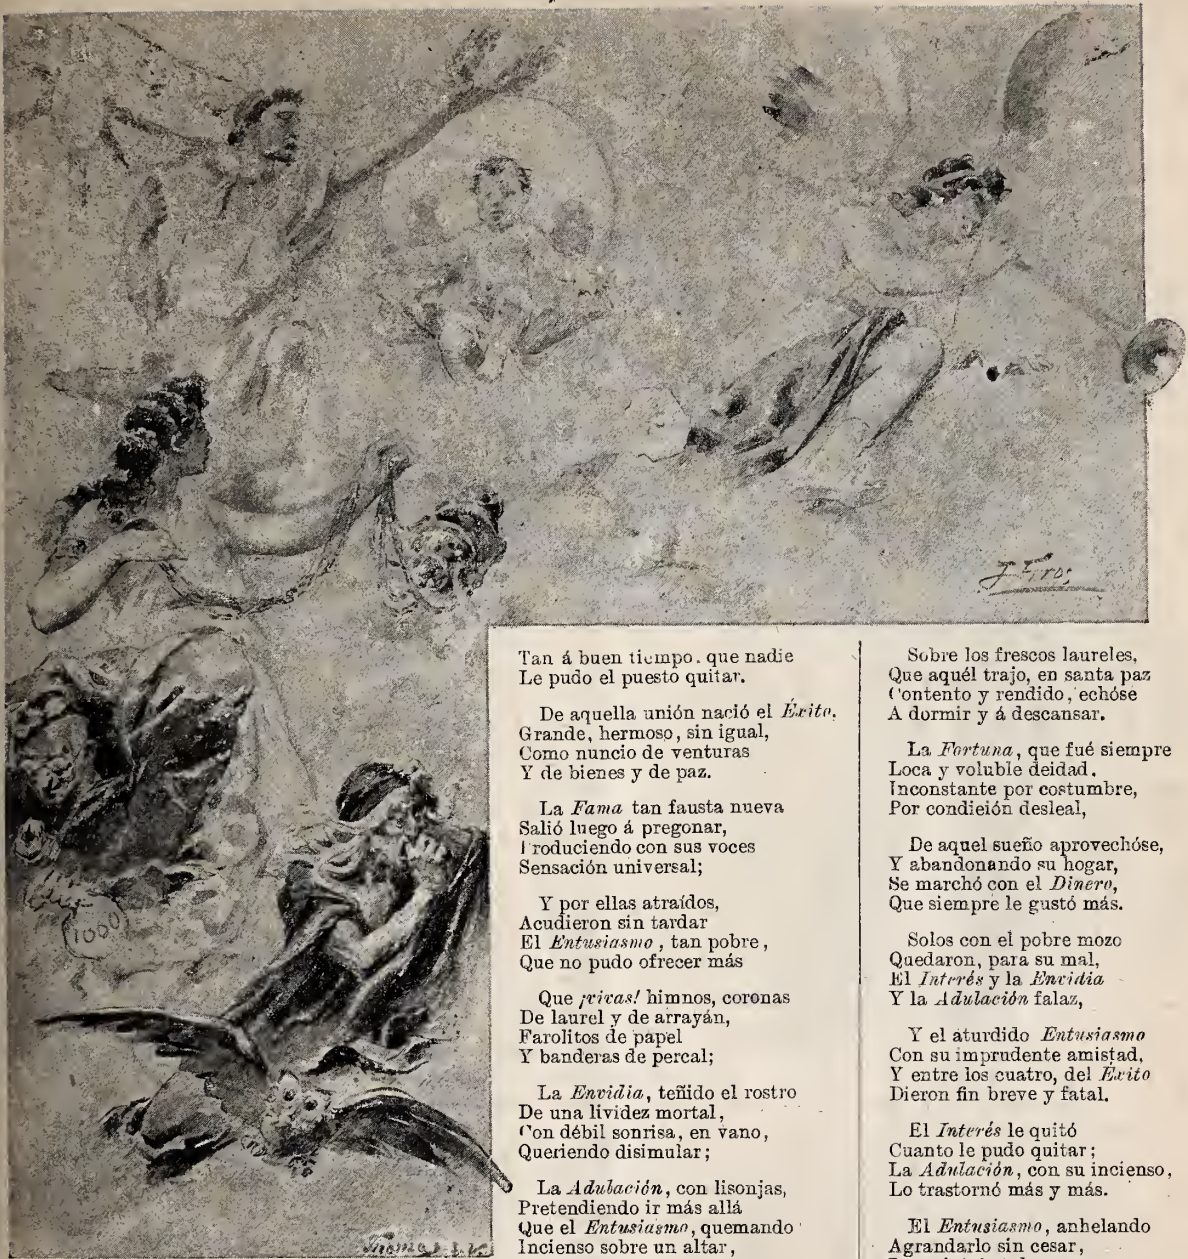 J. Eros
1000
Thomas
Tan á buen tiempo, que nadie
Le pudo el puesto quitar.
De aquella unión nació el Éxito,
Grande, hermoso, sin igual,
Como nuncio de venturas
Y de bienes y de paz.
La Fama tan fausta nueva
Salió luego á pregonar,
Produciendo con sus voces
Sensación universal;
Y por ellas atraídos,
Acudieron sin tardar
El Entusiasmo, tan pobre,
Que no pudo ofrecer más
Que ¡vivas! himnos, coronas
De laurel y de arrayán,
Farolitos de papel
Y banderas de percal;
La Envidia, teñido el rostro
De una lividez mortal,
Con débil sonrisa, en vano,
Queriendo disimular;
La Adulación, con lisonjas,
Pretendiendo ir más allá
Que el Entusiasmo, quemando
Incienso sobre un altar,
Sobre los frescos laureles,
Que aquél trajo, en santa paz
Contento y rendido, echóse
A dormir y á descansar.
La Fortuna, que fué siempre
Loca y voluble deidad,
Inconstante por costumbre,
Por condieión desleal,
De aquel sueño aprovechóse,
Y abandonando su hogar,
Se marchó con el Dinero,
Que siempre le gustó más.
Solos con el pobre mozo
Quedaron, para su mal,
El Interés y la Envidia
Y la Adulación falaz,
Y el aturdido Entusiasmo
Con su imprudente amistad,
Y entre los cuatro, del Éxito
Dieron fin breve y fatal.
El Interés le quitó
Cuanto le pudo quitar;
La Adulación, con su incienso,
Lo trastornó más y más.
El Entusiasmo, anhelando
Agrandarlo sin cesar,